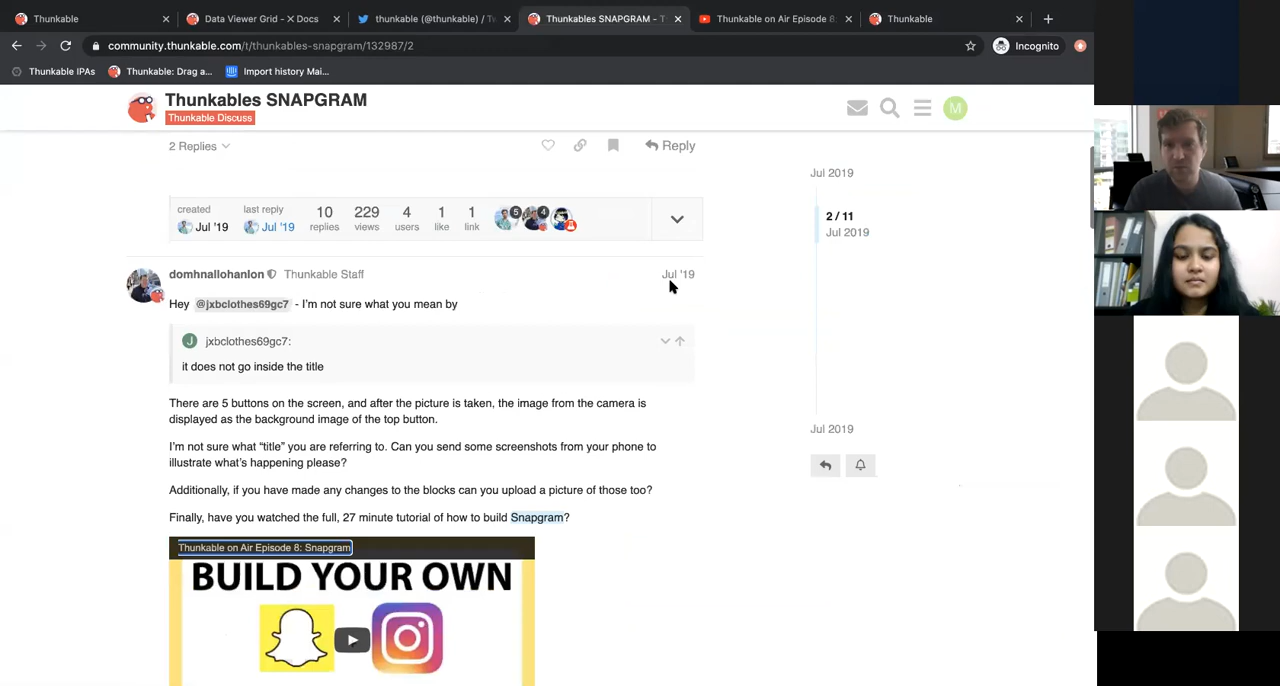 Thunkable
Data Viewer Grid - X Docs
thunkable (@thunkable) / Tw
Thunkables SNAPGRAM - T
Thunkable on Air Episode 8:
Thunkable
community.thunkable.com/t/thunkables-snapgram/132987/2
Incognito
Thunkable IPAs
Thunkable: Drag a...
Import history Mai...
Thunkables SNAPGRAM
Thunkable Discuss
M
2 Replies
Reply
Jul 2019
created
last reply
10
229
4
1
1
5
4
Jul '19
Jul '19
replies
views
users
like
link
2 / 11
Jul 2019
domhnallohanlon
Thunkable Staff
Jul '19
Hey @jxbclothes69gc7 - I'm not sure what you mean by
J
jxbclothes69gc7:
it does not go inside the title
There are 5 buttons on the screen, and after the picture is taken, the image from the camera is
displayed as the background image of the top button.
Jul 2019
I'm not sure what "title" you are referring to. Can you send some screenshots from your phone to
illustrate what's happening please?
Additionally, if you have made any changes to the blocks can you upload a picture of those too?
Finally, have you watched the full, 27 minute tutorial of how to build Snapgram?
Thunkable on Air Episode 8: Snapgram
BUILD YOUR OWN